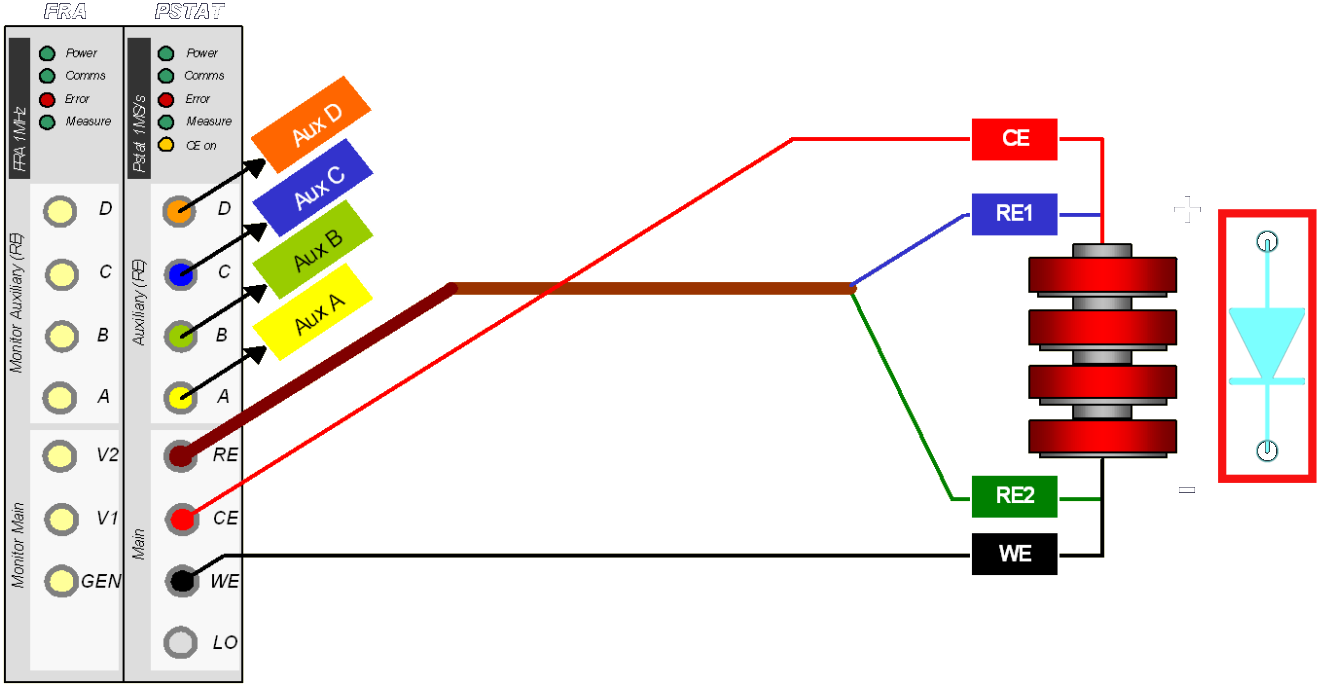 FRA PSTAT
FRA 1MHz
Power
Comms
Error
Measure
Pstat 1MS/s
Power
Comms
Error
Measure
CE on
Monitor Auxiliary (RE)
D
C
B
A
Auxiliary (RE)
D
C
B
A
Aux D
Aux C
Aux B
Aux A
Monitor Main
V2
V1
GEN
Main
RE
CE
WE
LO
CE
RE1
RE2
WE
+
−